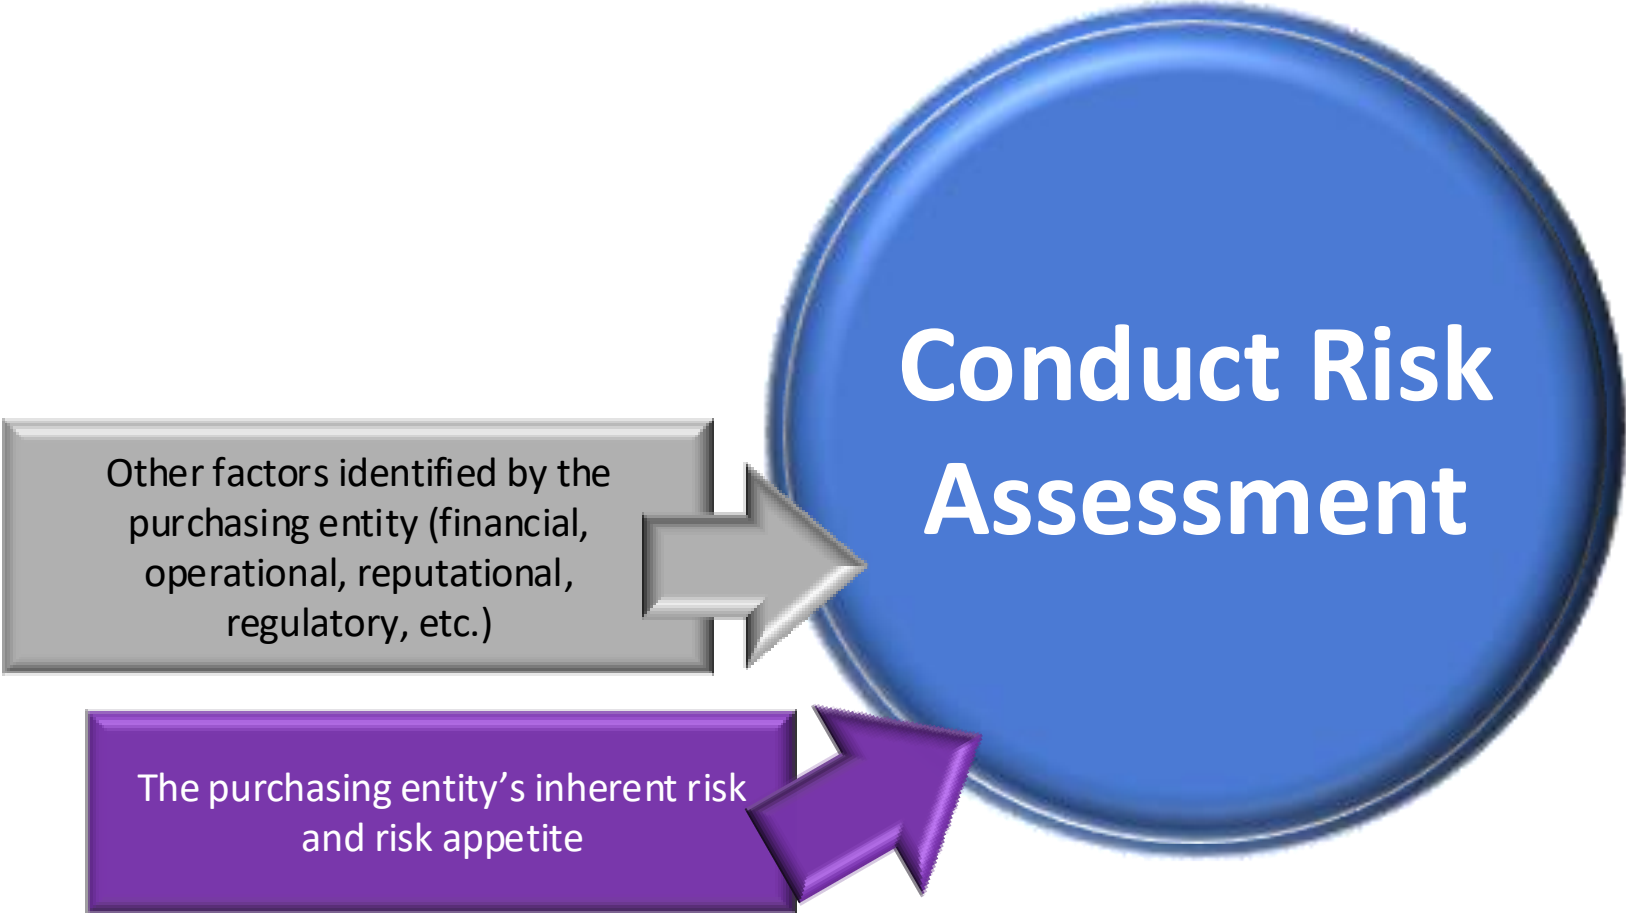 Conduct Risk
Assessment
Other factors identified by the
purchasing entity (financial,
operational, reputational,
regulatory, etc.)
The purchasing entity’s inherent risk
and risk appetite